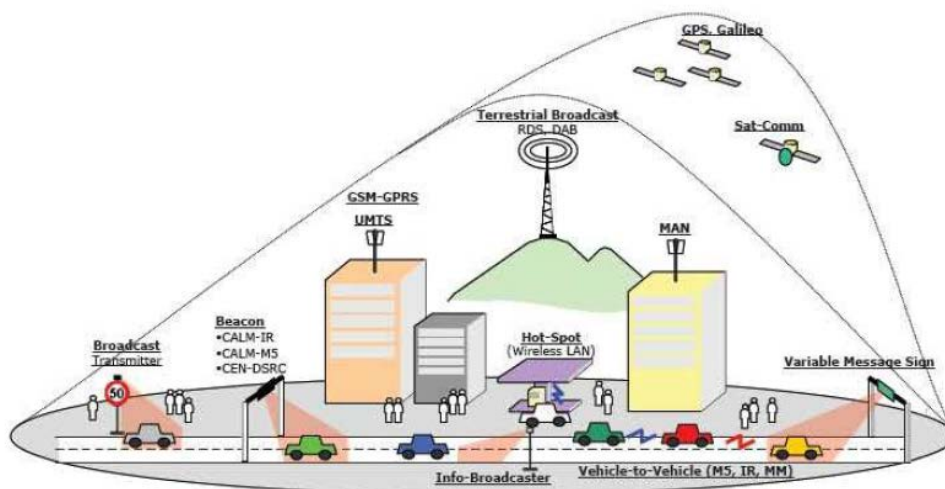 GPS, Galileo
Terrestrial Broadcast
RDS, DAB
Sat-Comm
GSM-GPRS
UMTS
MAN
Beacon
▪CALM-IR
▪CALM-M5
▪CEN-DSRC
Broadcast
Transmitter
Hot-Spot
(Wireless LAN)
Variable Message Sign
50
Info-Broadcaster
Vehicle-to-Vehicle (M5, IR, MM)